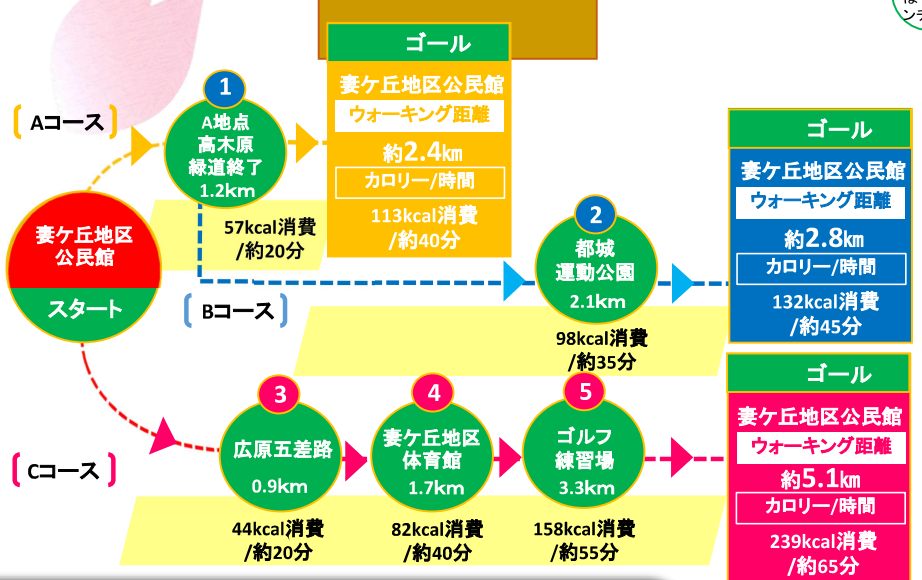 ゴール
妻ケ丘地区公民館
ウォーキング距離
約2.4km
カロリー/時間
113kcal消費
/約40分
[Aコース]
1
A地点
高木原
緑道終了
1.2km
57kcal消費
/約20分
妻ケ丘地区
公民館
スタート
[Bコース]
2
都城
運動公園
2.1km
98kcal消費
/約35分
ゴール
妻ケ丘地区公民館
ウォーキング距離
約2.8km
カロリー/時間
132kcal消費
/約45分
[Cコース]
3
広原五差路
0.9km
44kcal消費
/約20分
4
妻ケ丘地区
体育館
1.7km
82kcal消費
/約40分
5
ゴルフ
練習場
3.3km
158kcal消費
/約55分
ゴール
妻ケ丘地区公民館
ウォーキング距離
約5.1km
カロリー/時間
239kcal消費
/約65分